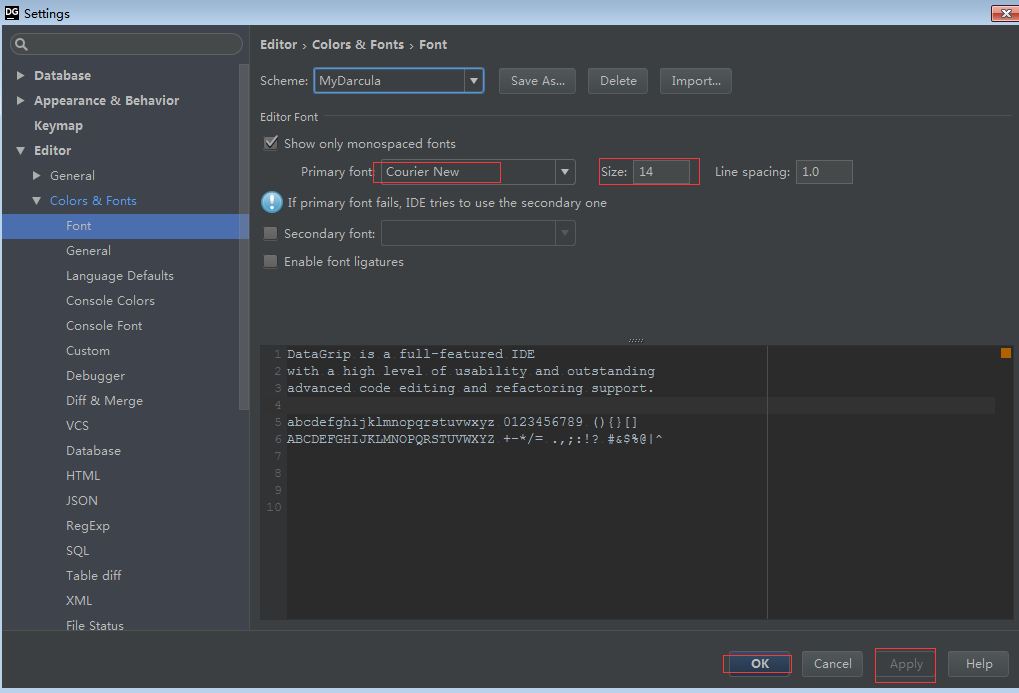 DG Settings
Database
Appearance & Behavior
Keymap
Editor
General
Colors & Fonts
Font
General
Language Defaults
Console Colors
Console Font
Custom
Debugger
Diff & Merge
VCS
Database
HTML
JSON
RegExp
SQL
Table diff
XML
File Status
Editor › Colors & Fonts › Font
Scheme: MyDarcula Save As... Delete Import...
Editor Font
Show only monospaced fonts
Primary font: Courier New Size: 14 Line spacing: 1.0
If primary font fails, IDE tries to use the secondary one
Secondary font:
Enable font ligatures
1 DataGrip is a full-featured IDE
2 with a high level of usability and outstanding
3 advanced code editing and refactoring support.
4
5 abcdefghijklmnopqrstuvwxyz 0123456789 (){}[]
6 ABCDEFGHIJKLMNOPQRSTUVWXYZ +-*/= .,;:!? #&$%@|^
7
8
9
10
OK Cancel Apply Help